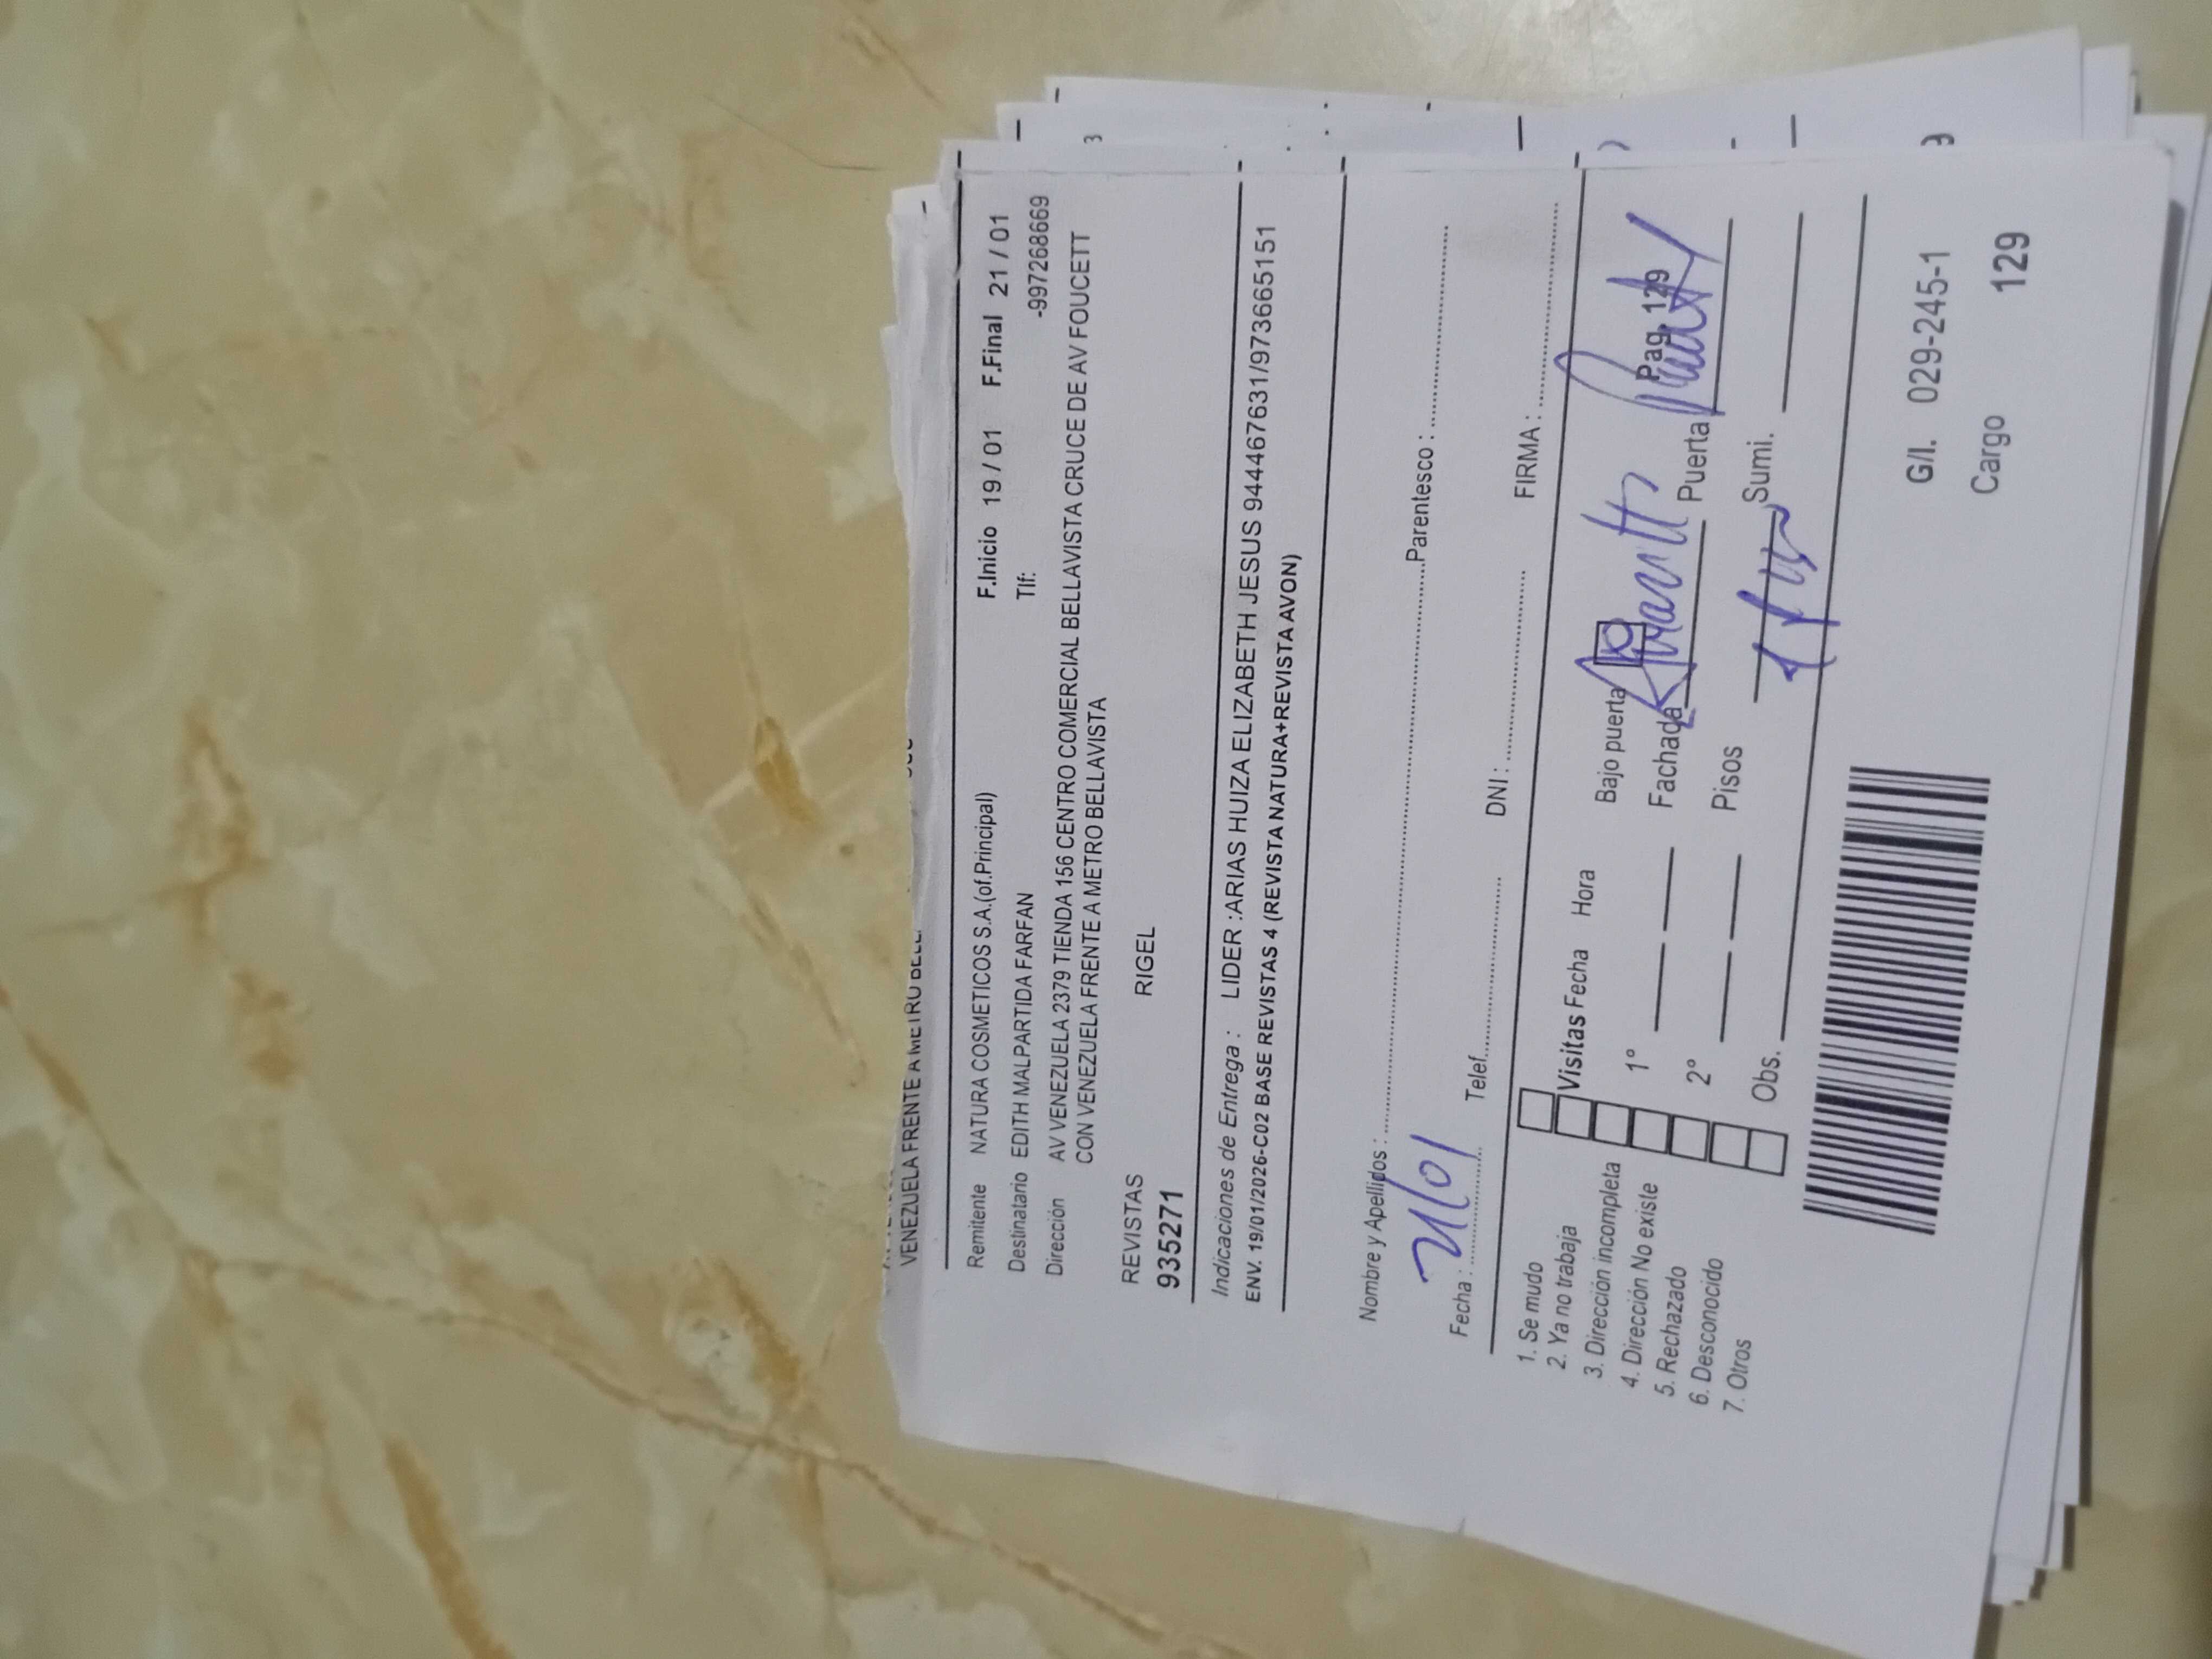 VENEZUELA FRENTE A METRO BELL
Remitente NATURA COSMETICOS S.A.(of.Principal) F.Inicio 19 / 01 F.Final 21 / 01
Destinatario EDITH MALPARTIDA FARFAN Tlf: -997268669
Dirección AV VENEZUELA 2379 TIENDA 156 CENTRO COMERCIAL BELLAVISTA CRUCE DE AV FOUCETT
CON VENEZUELA FRENTE A METRO BELLAVISTA
REVISTAS RIGEL
935271
Indicaciones de Entrega : LIDER :ARIAS HUIZA ELIZABETH JESUS 944467631/973665151
ENV. 19/01/2026-C02 BASE REVISTAS 4 (REVISTA NATURA+REVISTA AVON)
Nombre y Apellidos : Parentesco :
Fecha : Telef. DNI : FIRMA :
1. Se mudo
2. Ya no trabaja Visitas Fecha Hora Bajo puerta
3. Dirección incompleta 1° Fachada Puerta Pag. 129
4. Dirección No existe
5. Rechazado 2° Pisos Sumi.
6. Desconocido
7. Otros Obs.
G/I. 029-245-1
Cargo 129